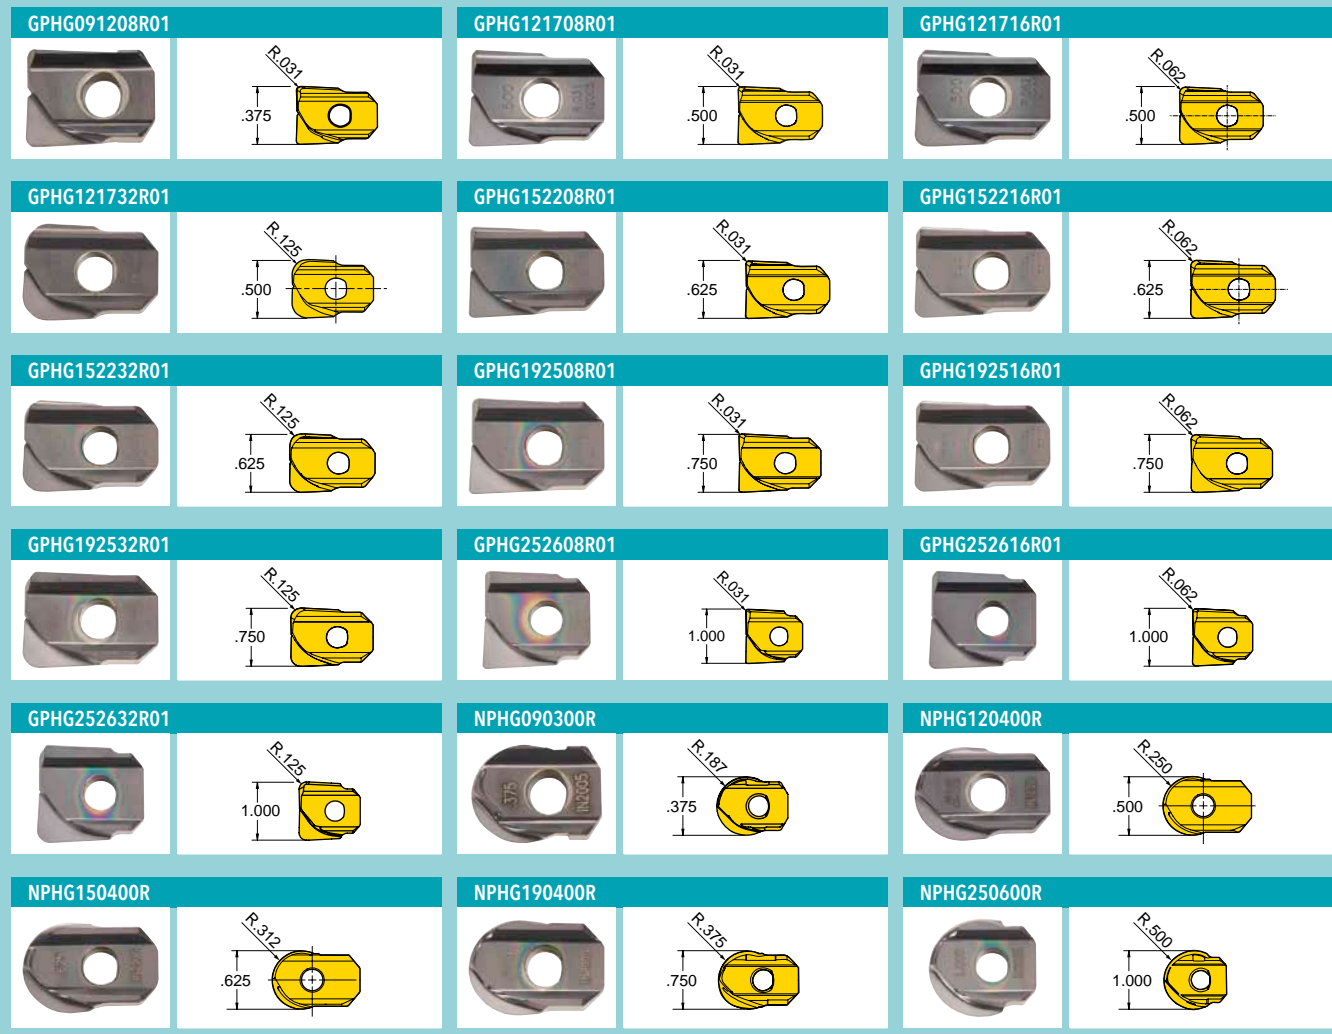 GPHG091208R01
GPHG121708R01
GPHG121716R01
R.031
.375
500
R.031
.500
R.062
.500
GPHG121732R01
GPHG152208R01
GPHG152216R01
R.125
.500
R.031
.625
R.062
.625
GPHG152232R01
GPHG192508R01
GPHG192516R01
R.125
.625
R.031
.750
R.062
.750
GPHG192532R01
GPHG252608R01
GPHG252616R01
R.125
.750
R.031
1.000
R.062
1.000
GPHG252632R01
NPHG090300R
NPHG120400R
R.125
1.000
.375
IN2005
R.187
.375
R.250
.500
NPHG150400R
NPHG190400R
NPHG250600R
R.312
.625
R.375
.750
R.500
1.000